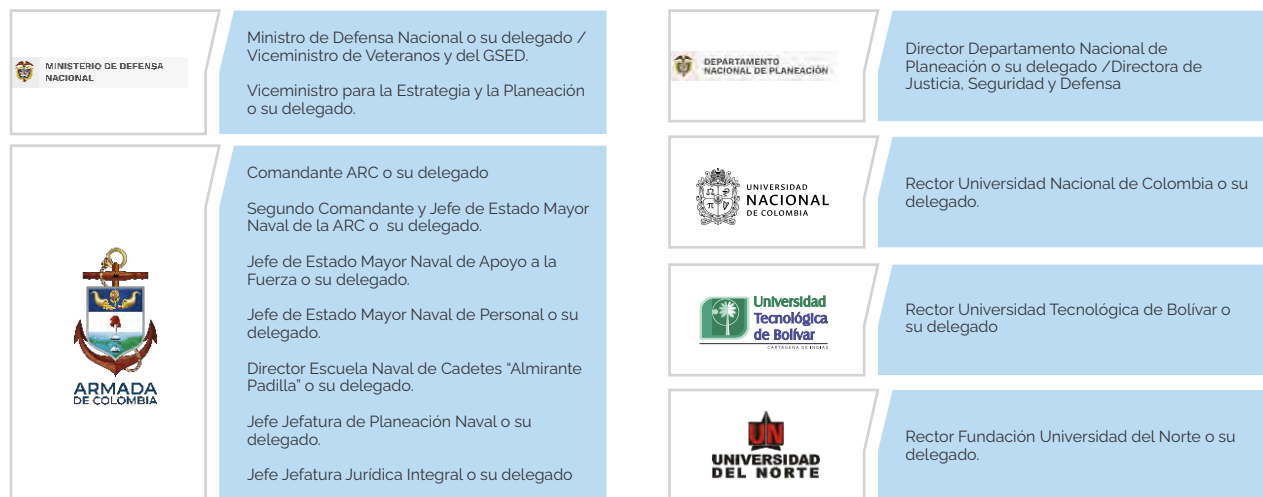 MINISTERIO DE DEFENSA
NACIONAL
Ministro de Defensa Nacional o su delegado /
Viceministro de Veteranos y del GSED.
Viceministro para la Estrategia y la Planeación
o su delegado.
ARMADA
DE COLOMBIA
Comandante ARC o su delegado
Segundo Comandante y Jefe de Estado Mayor
Naval de la ARC o su delegado.
Jefe de Estado Mayor Naval de Apoyo a la
Fuerza o su delegado.
Jefe de Estado Mayor Naval de Personal o su
delegado.
Director Escuela Naval de Cadetes “Almirante
Padilla” o su delegado.
Jefe Jefatura de Planeación Naval o su
delegado.
Jefe Jefatura Jurídica Integral o su delegado
DEPARTAMENTO
NACIONAL DE PLANEACIÓN
Director Departamento Nacional de
Planeación o su delegado /Directora de
Justicia, Seguridad y Defensa
UNIVERSIDAD
NACIONAL
DE COLOMBIA
Rector Universidad Nacional de Colombia o su
delegado.
Universidad
Tecnológica
de Bolívar
CARTAGENA DE INDIAS
Rector Universidad Tecnológica de Bolívar o
su delegado
UN
UNIVERSIDAD
DEL NORTE
Rector Fundación Universidad del Norte o su
delegado.